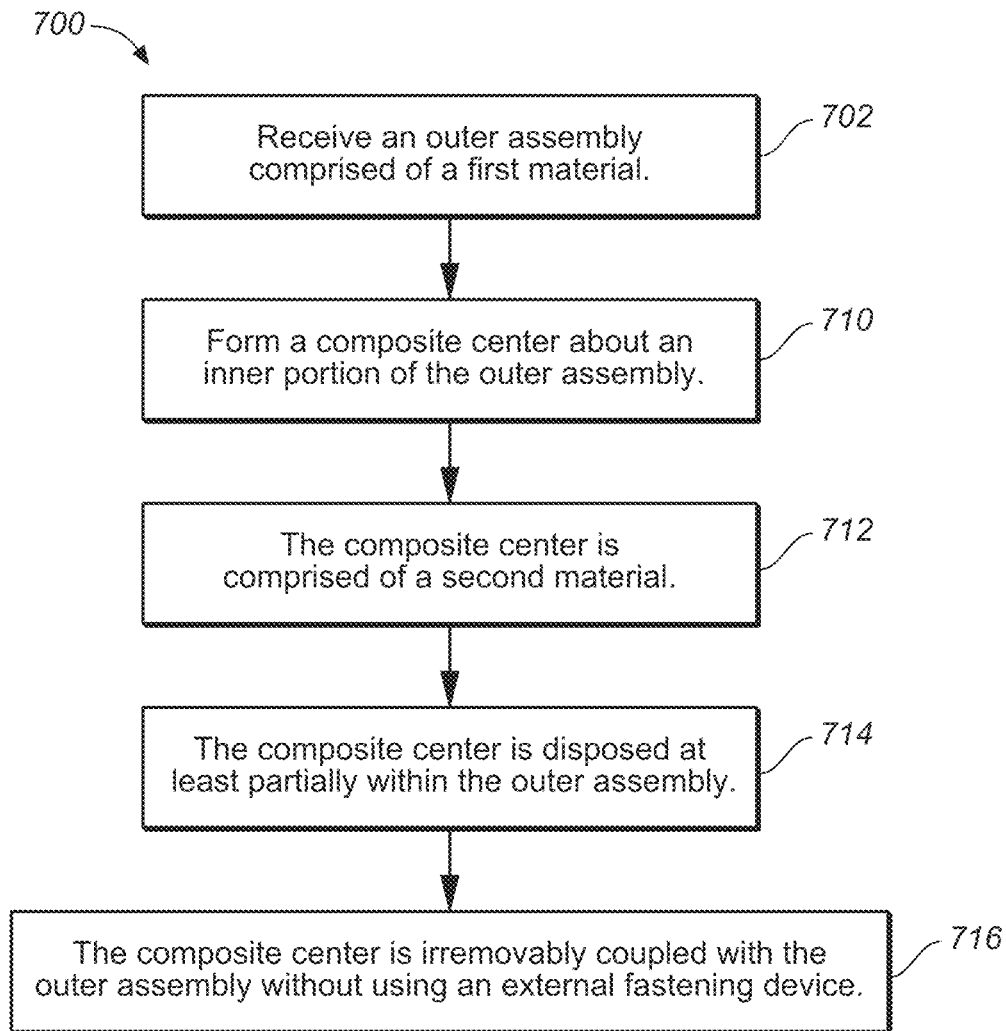 700
Receive an outer assembly
comprised of a first material.
702
Form a composite center about an
inner portion of the outer assembly.
710
The composite center is
comprised of a second material.
712
The composite center is disposed at
least partially within the outer assembly.
714
The composite center is irremovably coupled with the
outer assembly without using an external fastening device.
716